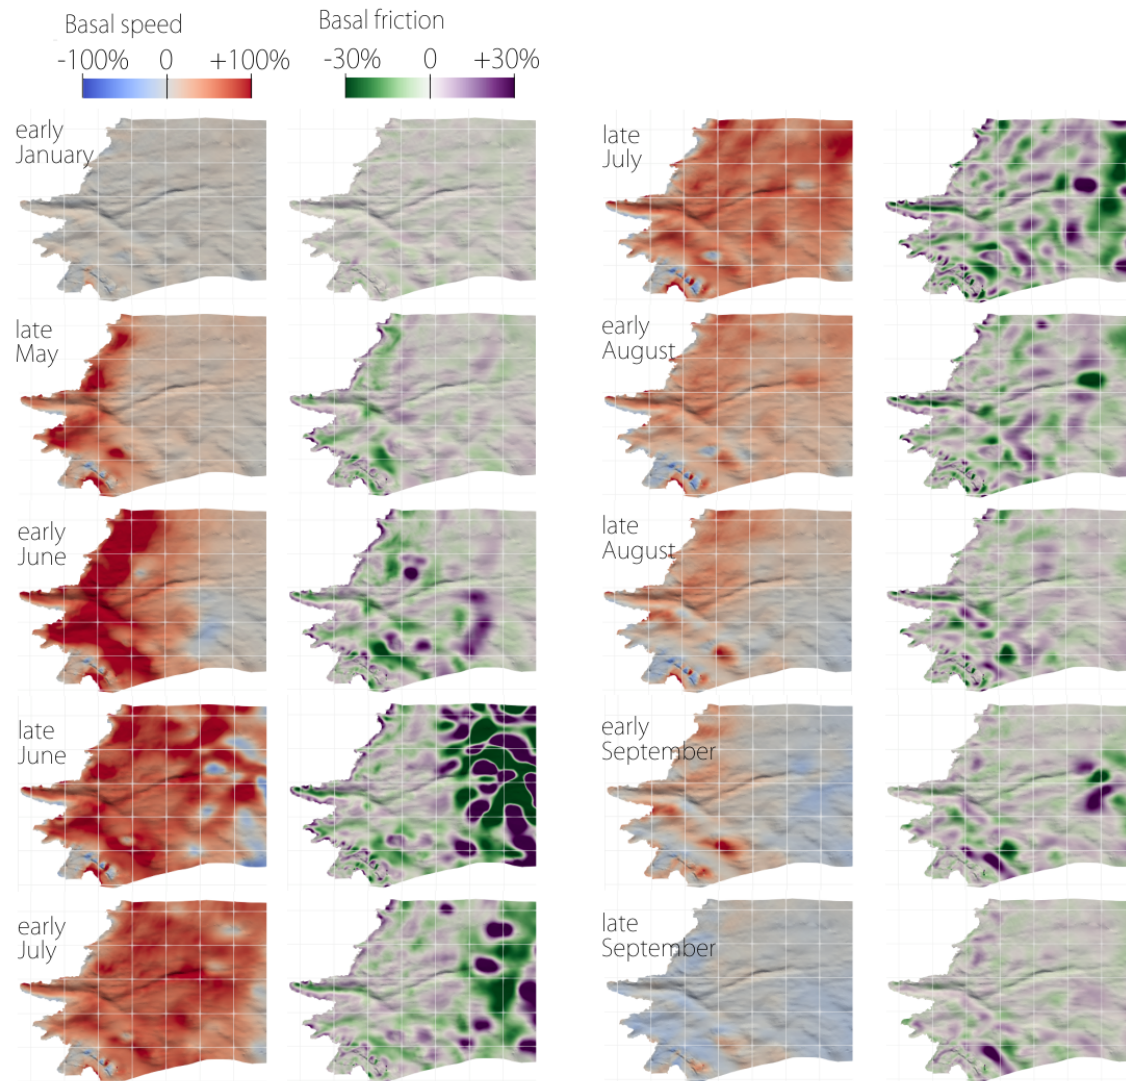 Basal speed
-100% 0 +100%
Basal friction
-30% 0 +30%
early
January
late
May
early
June
late
June
early
July
late
July
early
August
late
August
early
September
late
September